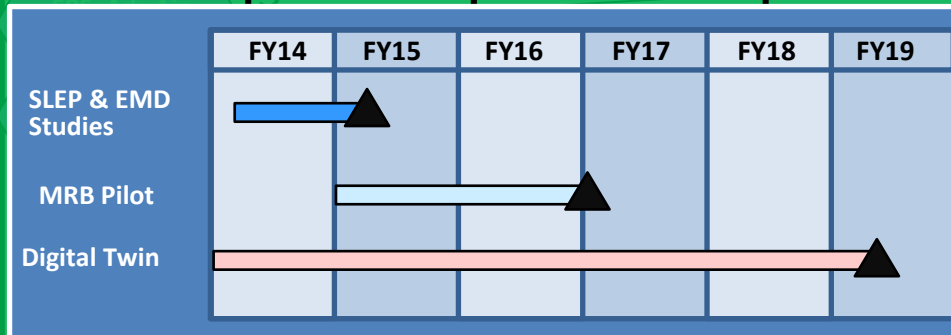 FY14 FY15 FY16 FY17 FY18 FY19
SLEP & EMD
Studies
MRB Pilot
Digital Twin